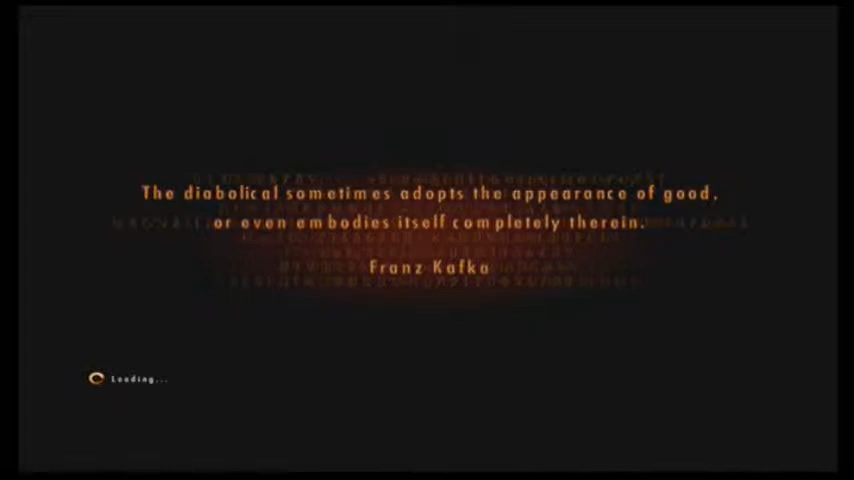 The diabolical sometimes adopts the appearance of good,
or even embodies itself completely therein.
Franz Kafka
Loading...